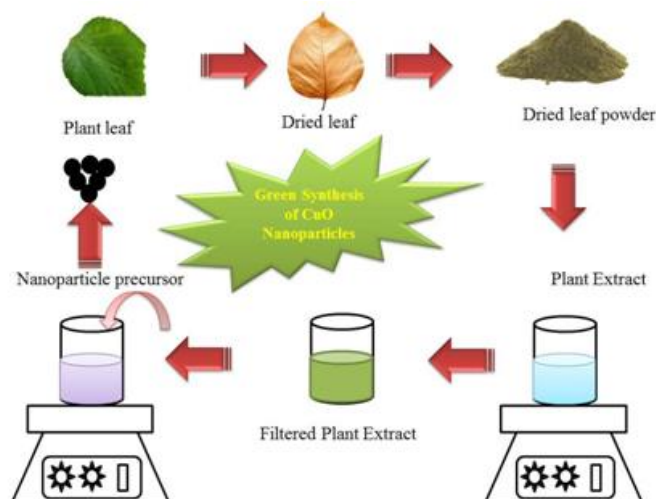 Plant leaf
Dried leaf
Dried leaf powder
Green Synthesis
of CuO
Nanoparticles
Nanoparticle precursor
Plant Extract
Filtered Plant Extract